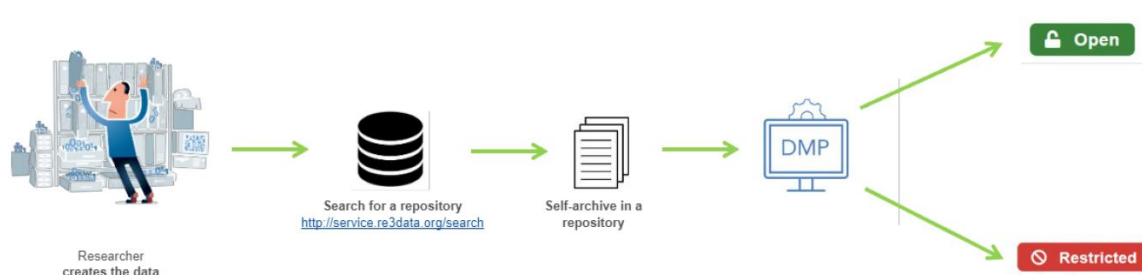 Researcher
creates the data
Search for a repository
http://service.re3data.org/search
Self-archive in a
repository
DMP
Open
Restricted